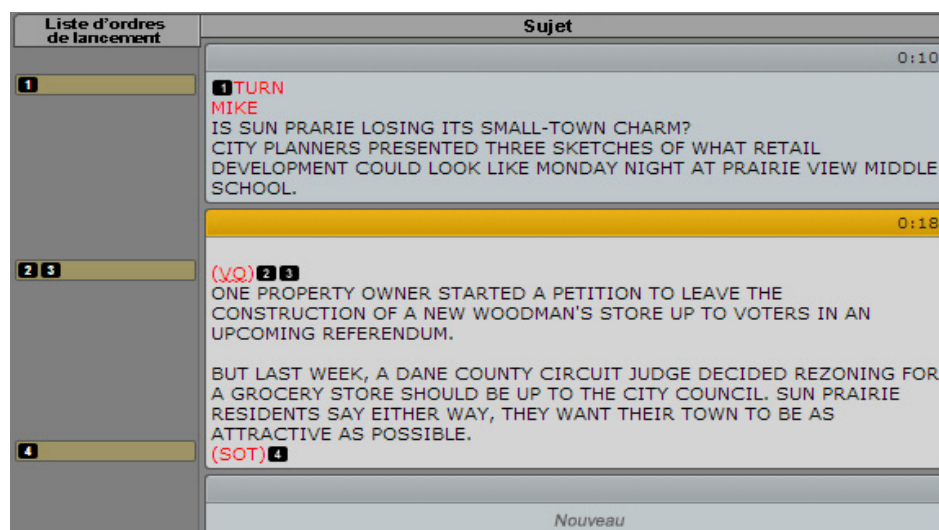 Liste d'ordres
de lancement
Sujet
0:10
1
1TURN
MIKE
IS SUN PRARIE LOSING ITS SMALL-TOWN CHARM?
CITY PLANNERS PRESENTED THREE SKETCHES OF WHAT RETAIL
DEVELOPMENT COULD LOOK LIKE MONDAY NIGHT AT PRAIRIE VIEW MIDDLE
SCHOOL.
0:18
2 3
(VO)2 3
ONE PROPERTY OWNER STARTED A PETITION TO LEAVE THE
CONSTRUCTION OF A NEW WOODMAN'S STORE UP TO VOTERS IN AN
UPCOMING REFERENDUM.
BUT LAST WEEK, A DANE COUNTY CIRCUIT JUDGE DECIDED REZONING FOR
A GROCERY STORE SHOULD BE UP TO THE CITY COUNCIL. SUN PRAIRIE
RESIDENTS SAY EITHER WAY, THEY WANT THEIR TOWN TO BE AS
ATTRACTIVE AS POSSIBLE.
4
(SOT)4
Nouveau